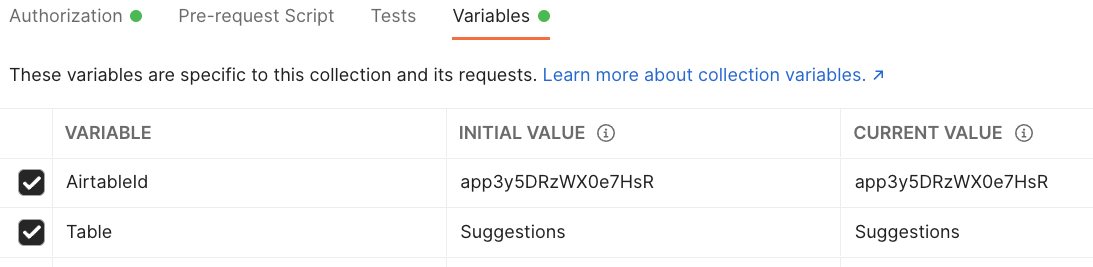 Authorization Pre-request Script Tests Variables
These variables are specific to this collection and its requests. Learn more about collection variables. ↗
VARIABLE INITIAL VALUE CURRENT VALUE
AirtableId app3y5DRzWX0e7HsR app3y5DRzWX0e7HsR
Table Suggestions Suggestions